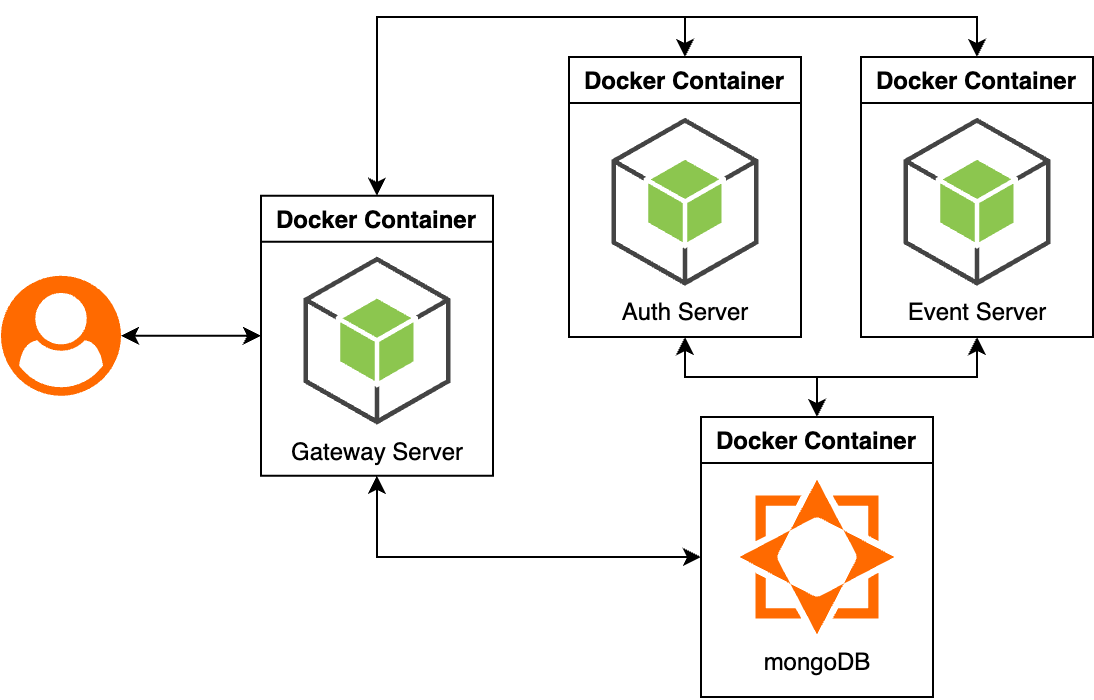 Docker Container
Auth Server
Docker Container
Event Server
Docker Container
Gateway Server
Docker Container
mongoDB